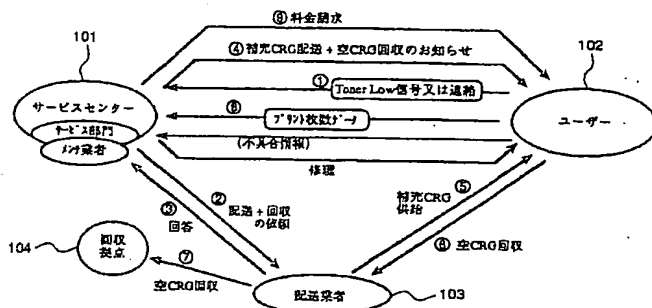 ⑨料金請求
101
④補充CRG配送+空CRG回収のお知らせ
102
①Toner Low信号又は連絡
サービスセンター
⑧プリント枚数データ
サービス部門
ユーザー
メンテ業者
(不具合情報)
修理
②
配送+回収
の依頼
③
回答
補充CRG
供給
⑤
104
回収
拠点
⑦
空CRG回収
⑥空CRG回収
配送業者
103